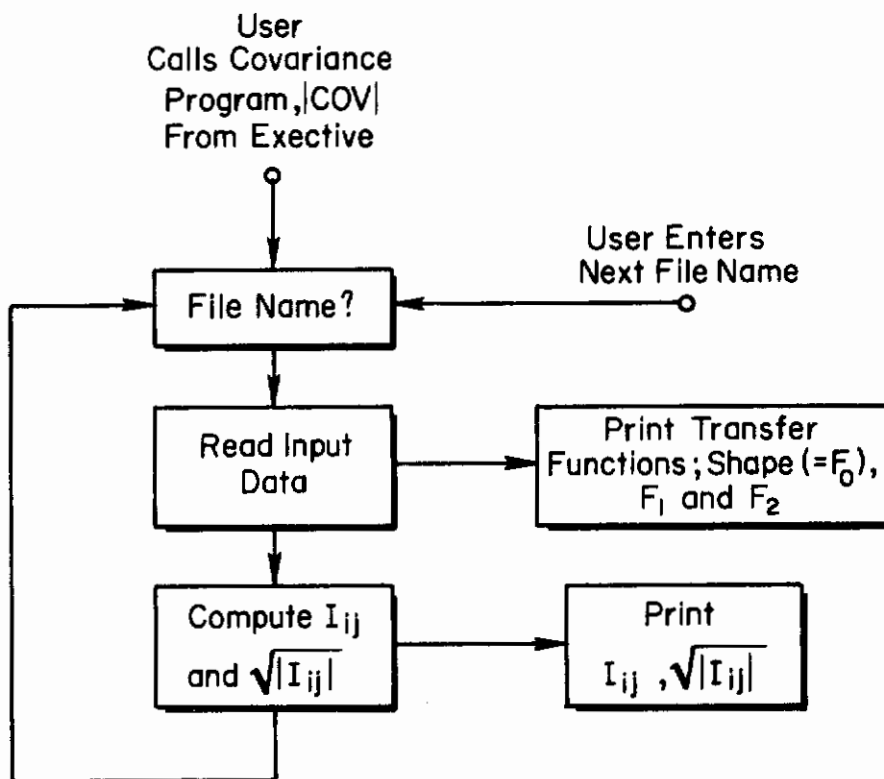 User
Calls Covariance
Program,|COV|
From Exective
User Enters
Next File Name
File Name?
Read Input
Data
Print Transfer
Functions; Shape (=F₀),
F₁ and F₂
Compute Iᵢⱼ
and √|Iᵢⱼ|
Print
Iᵢⱼ , √|Iᵢⱼ|